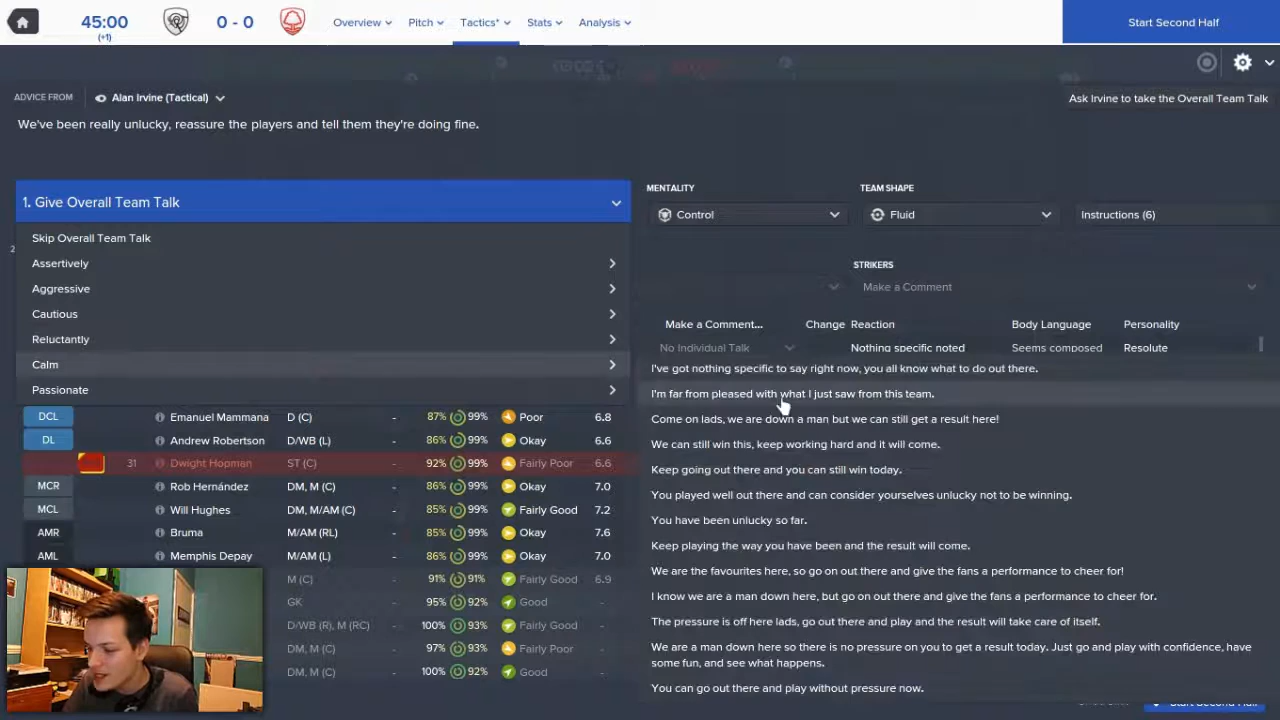 45:00
(+1)
0 - 0
Overview
Pitch
Tactics*
Stats
Analysis
Start Second Half
ADVICE FROM
Alan Irvine (Tactical)
Ask Irvine to take the Overall Team Talk
We've been really unlucky, reassure the players and tell them they're doing fine.
1. Give Overall Team Talk
MENTALITY
TEAM SHAPE
Control
Fluid
Instructions (6)
Skip Overall Team Talk
Assertively
Aggressive
Cautious
Reluctantly
Calm
Passionate
STRIKERS
Make a Comment
Make a Comment...
Change
Reaction
Body Language
Personality
No Individual Talk
Nothing specific noted
Seems composed
Resolute
I've got nothing specific to say right now, you all know what to do out there.
I'm far from pleased with what I just saw from this team.
Come on lads, we are down a man but we can still get a result here!
We can still win this, keep working hard and it will come.
Keep going out there and you can still win today.
You played well out there and can consider yourselves unlucky not to be winning.
You have been unlucky so far.
Keep playing the way you have been and the result will come.
We are the favourites here, so go on out there and give the fans a performance to cheer for!
I know we are a man down here, but go on out there and give the fans a performance to cheer for.
The pressure is off here lads, go out there and play and the result will take care of itself.
We are a man down here so there is no pressure on you to get a result today. Just go and play with confidence, have
some fun, and see what happens.
You can go out there and play without pressure now.
DCL Emanuel Mammana D (C) - 87% 99% Poor 6.8
DL Andrew Robertson D/WB (L) - 86% 99% Okay 6.6
31 Dwight Hopman ST (C) - 92% 99% Fairly Poor 6.6
MCR Rob Hernández DM, M (C) - 86% 99% Okay 7.0
MCL Will Hughes DM, M/AM (C) - 85% 99% Fairly Good 7.2
AMR Bruma M/AM (RL) - 85% 99% Okay 7.6
AML Memphis Depay M/AM (L) - 86% 99% Okay 7.0
M (C) - 91% 91% Fairly Good 6.9
GK - 95% 92% Good -
D/WB (R), M (RC) - 100% 93% Fairly Good -
DM, M (C) - 97% 93% Fairly Poor -
DM, M (C) - 100% 92% Good -
Start Second Half